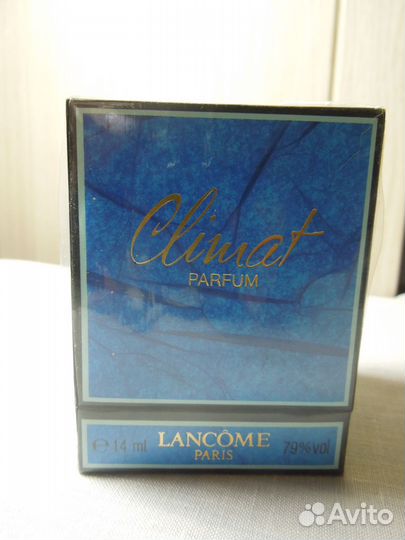 Climat
PARFUM
℮ 14 ml LANCÔME 79%vol
PARIS
Avito